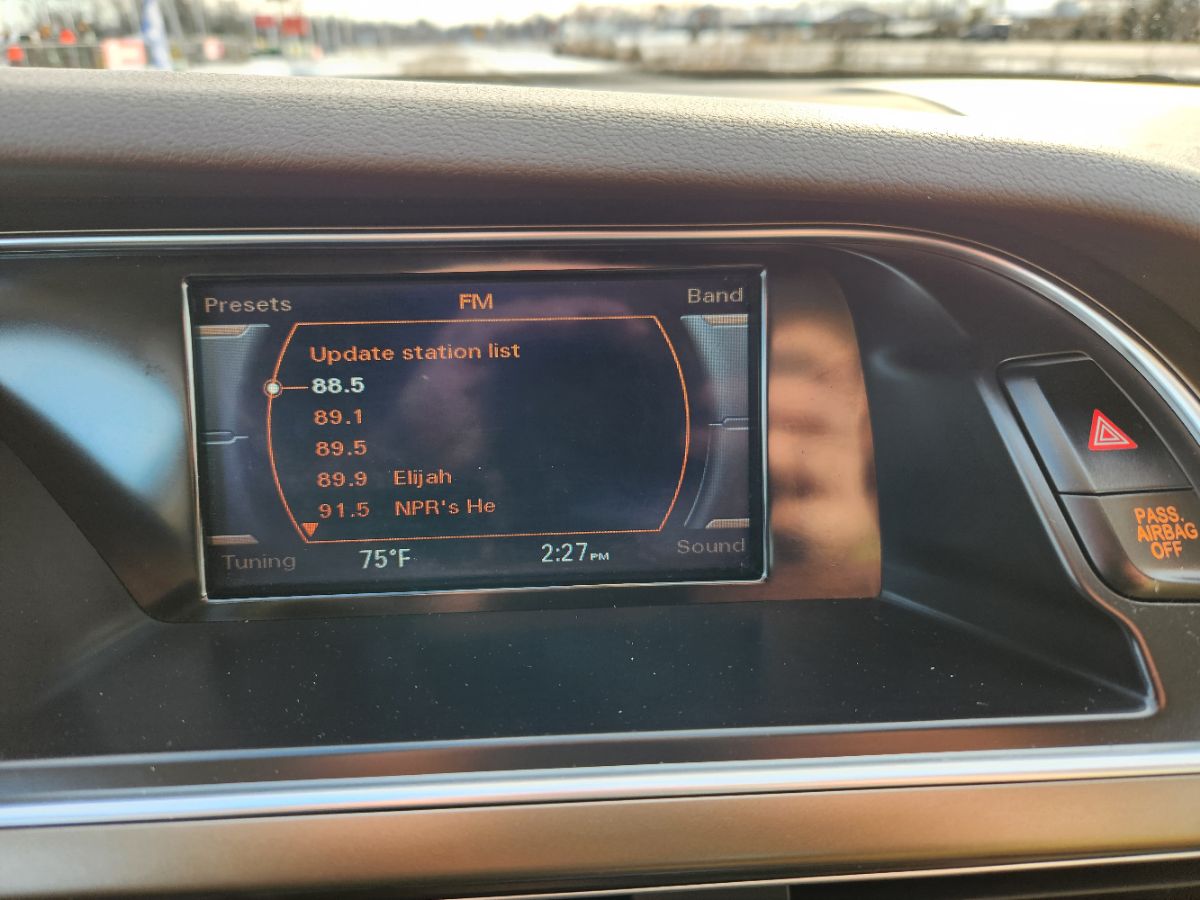 Presets FM Band
Update station list
88.5
89.1
89.5
89.9 Elijah
91.5 NPR's He
Tuning 75°F 2:27PM Sound
PASS.
AIRBAG
OFF